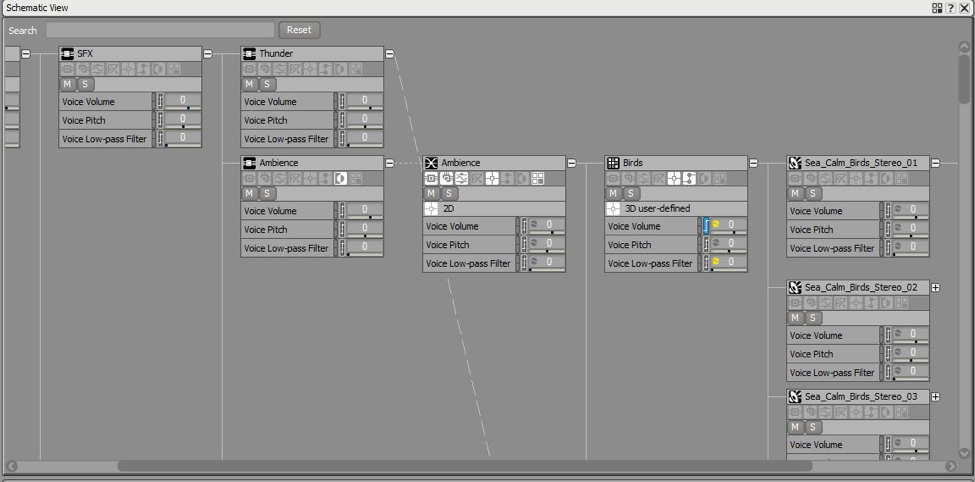 Schematic View
Search
Reset
SFX
M S
Voice Volume 0
Voice Pitch 0
Voice Low-pass Filter 0
Thunder
M S
Voice Volume 0
Voice Pitch 0
Voice Low-pass Filter 0
Ambience
M S
Voice Volume 0
Voice Pitch 0
Voice Low-pass Filter 0
Ambience
M S
2D
Voice Volume 0
Voice Pitch 0
Voice Low-pass Filter 0
Birds
M S
3D user-defined
Voice Volume 0
Voice Pitch 0
Voice Low-pass Filter 0
Sea_Calm_Birds_Stereo_01
M S
Voice Volume 0
Voice Pitch 0
Voice Low-pass Filter 0
Sea_Calm_Birds_Stereo_02
M S
Voice Volume 0
Voice Pitch 0
Voice Low-pass Filter 0
Sea_Calm_Birds_Stereo_03
M S
Voice Volume 0